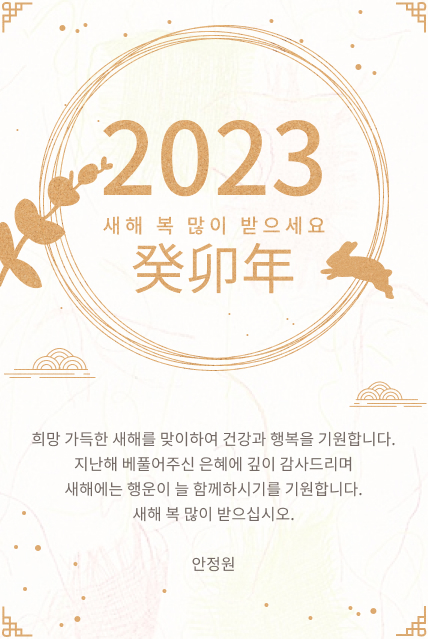 2023
새해 복 많이 받으세요
癸卯年
희망 가득한 새해를 맞이하여 건강과 행복을 기원합니다.
지난해 베풀어주신 은혜에 깊이 감사드리며
새해에는 행운이 늘 함께하시기를 기원합니다.
새해 복 많이 받으십시오.
안정원